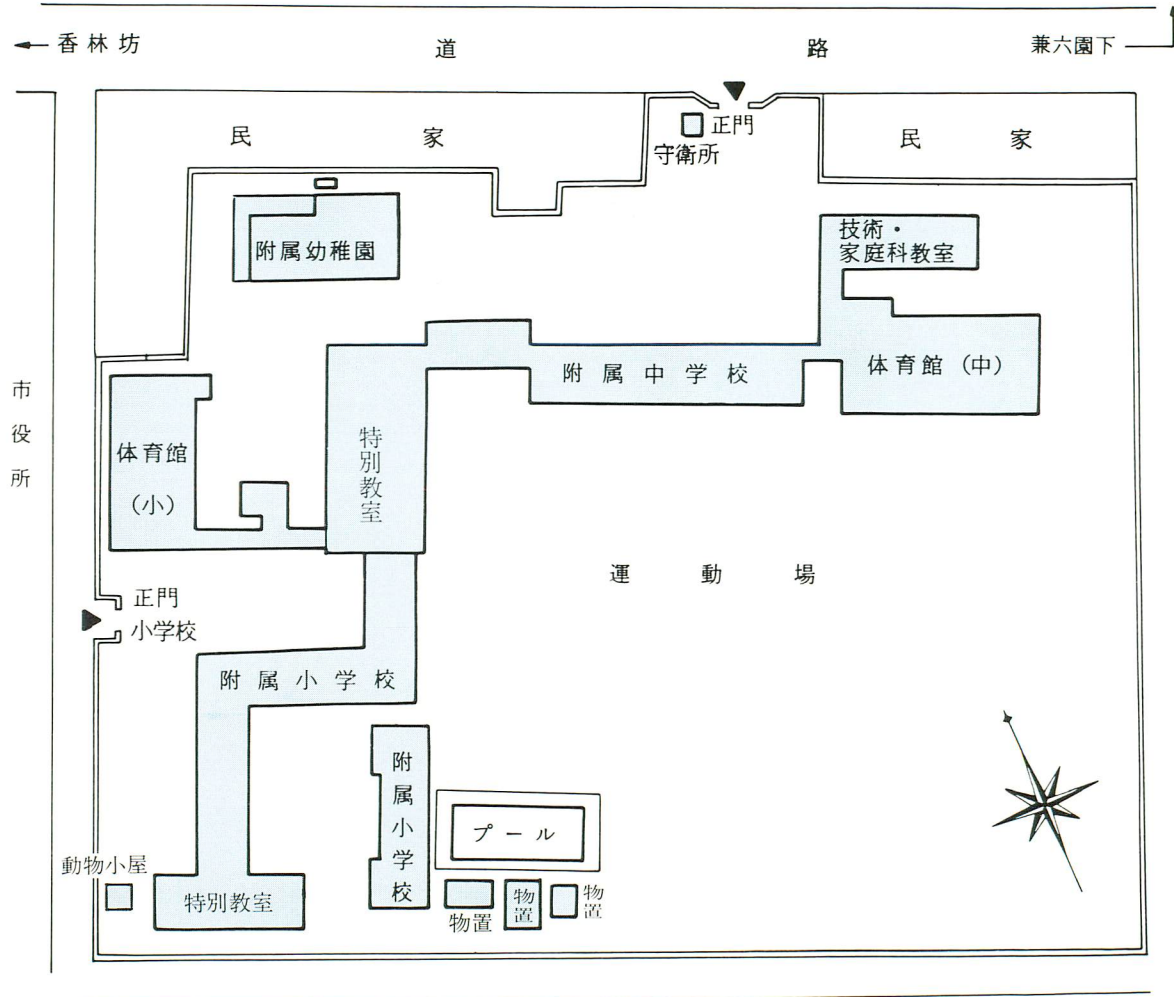 香林坊
道路
兼六園下
民家
正門
守衛所
民家
附属幼稚園
技術・
家庭科教室
附属中学校
体育館（中）
市役所
体育館
（小）
特別教室
運動場
正門
小学校
附属小学校
附属小学校
プール
動物小屋
特別教室
物置
物置
物置